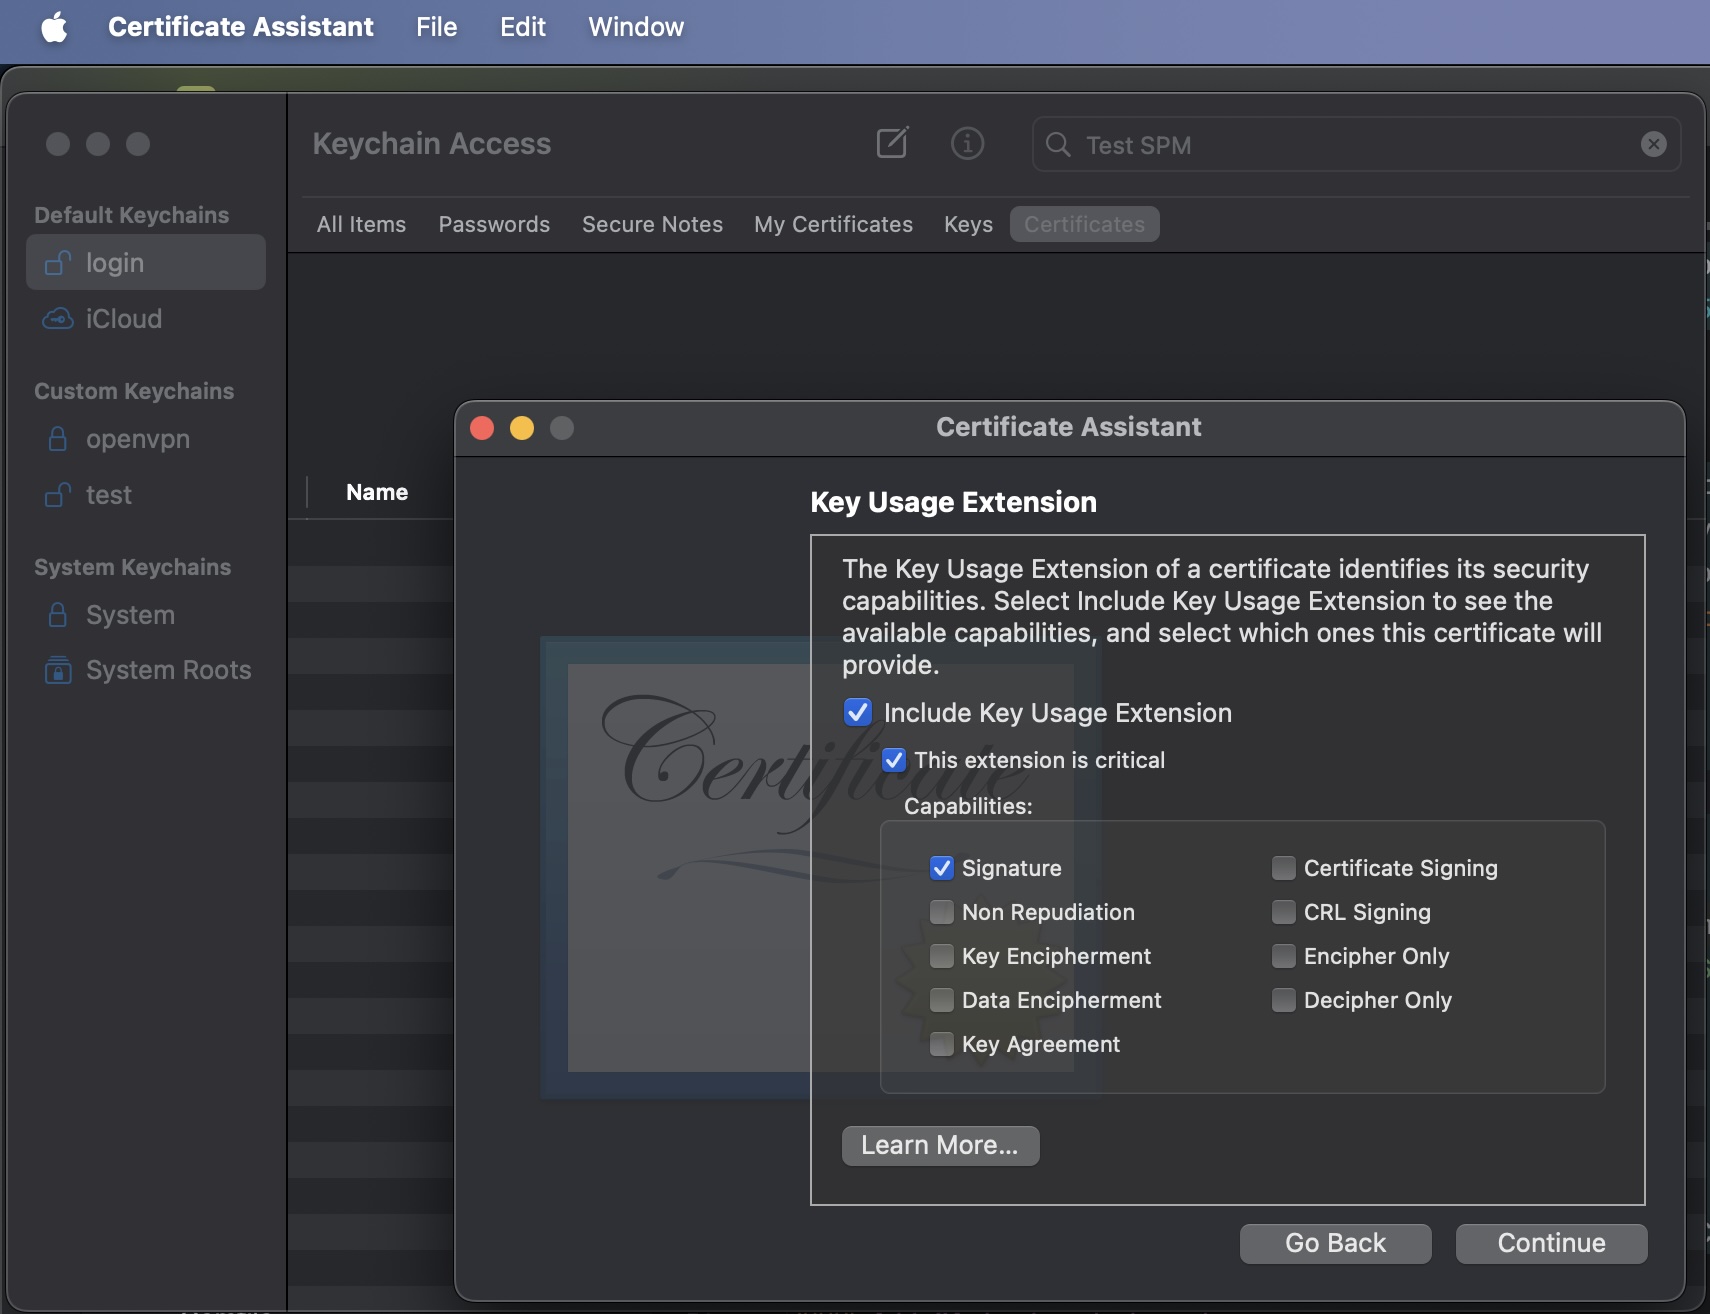 Certificate Assistant File Edit Window
Keychain Access
Test SPM
Default Keychains
login
iCloud
Custom Keychains
openvpn
test
System Keychains
System
System Roots
All Items Passwords Secure Notes My Certificates Keys Certificates
Name
Certificate Assistant
Key Usage Extension
The Key Usage Extension of a certificate identifies its security
capabilities. Select Include Key Usage Extension to see the
available capabilities, and select which ones this certificate will
provide.
Include Key Usage Extension
This extension is critical
Capabilities:
Signature
Non Repudiation
Key Encipherment
Data Encipherment
Key Agreement
Certificate Signing
CRL Signing
Encipher Only
Decipher Only
Certificate
Learn More...
Go Back Continue